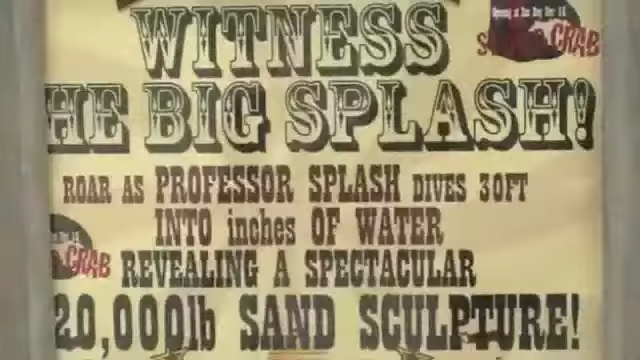 WITNESS
HE BIG SPLASH!
ROAR AS PROFESSOR SPLASH DIVES 30FT
INTO inches OF WATER
REVEALING A SPECTACULAR
20,000lb SAND SCULPTURE!
CRAB
CRAB